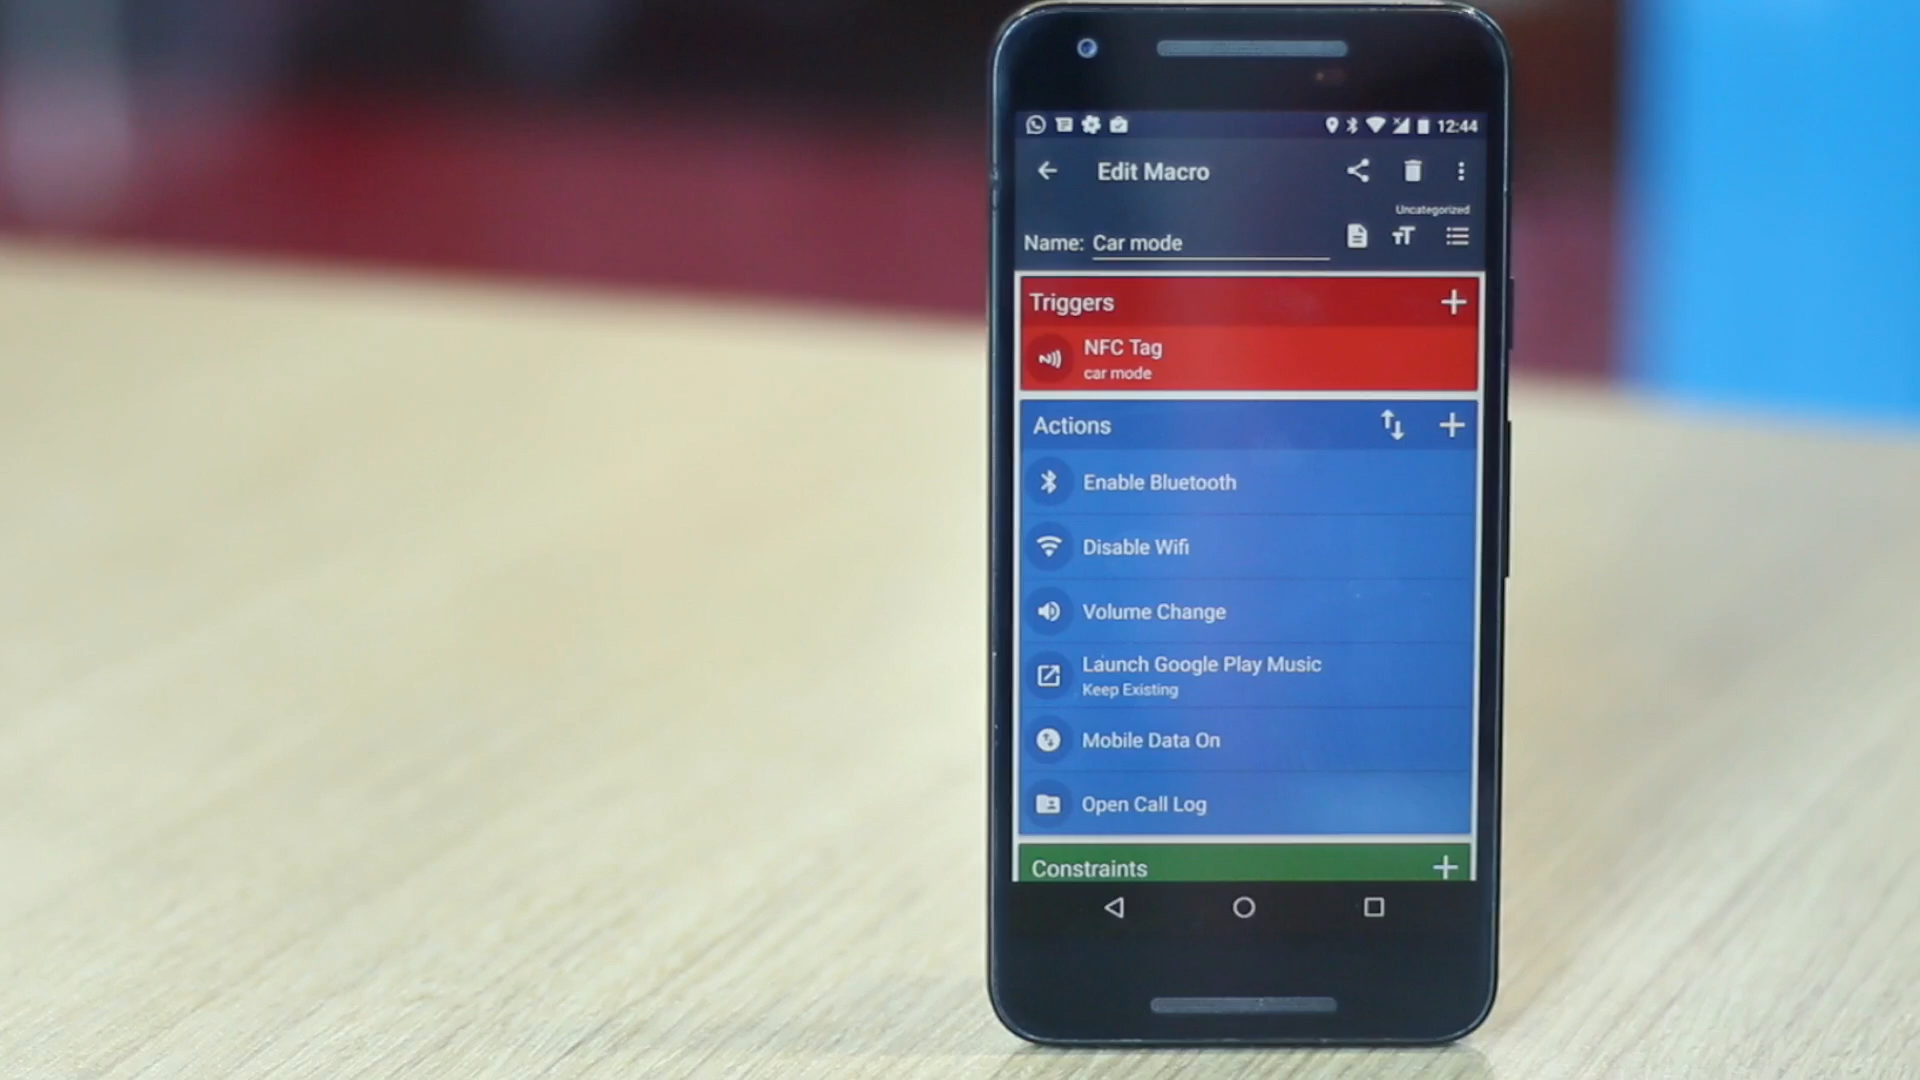 12:44
Edit Macro
Uncategorized
Name: Car mode
Triggers
NFC Tag
car mode
Actions
Enable Bluetooth
Disable Wifi
Volume Change
Launch Google Play Music
Keep Existing
Mobile Data On
Open Call Log
Constraints